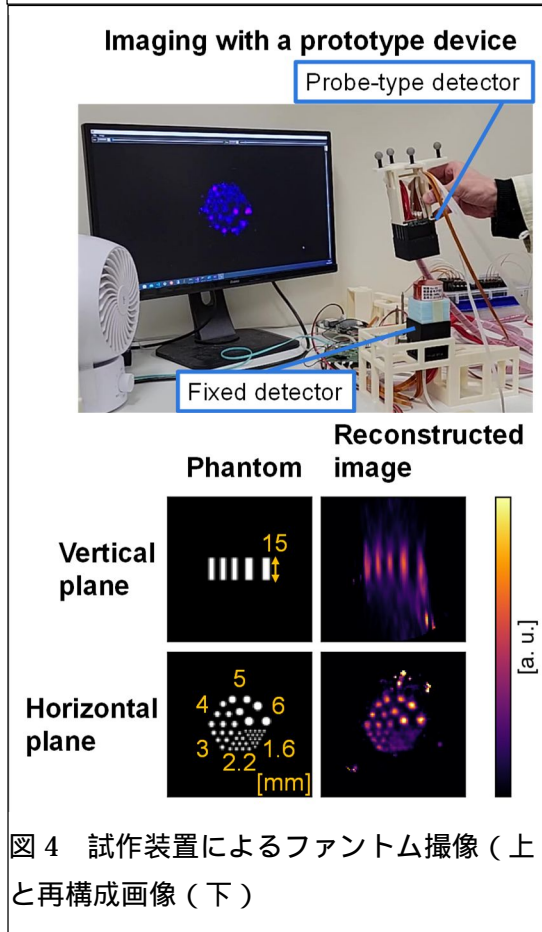 Imaging with a prototype device
Probe-type detector
Fixed detector
Phantom
Reconstructed
image
Vertical
plane
15
Horizontal
plane
5
4
6
3
2.2
1.6
[mm]
[a. u.]
図 4　試作装置によるファントム撮像（上
と再構成画像（下）